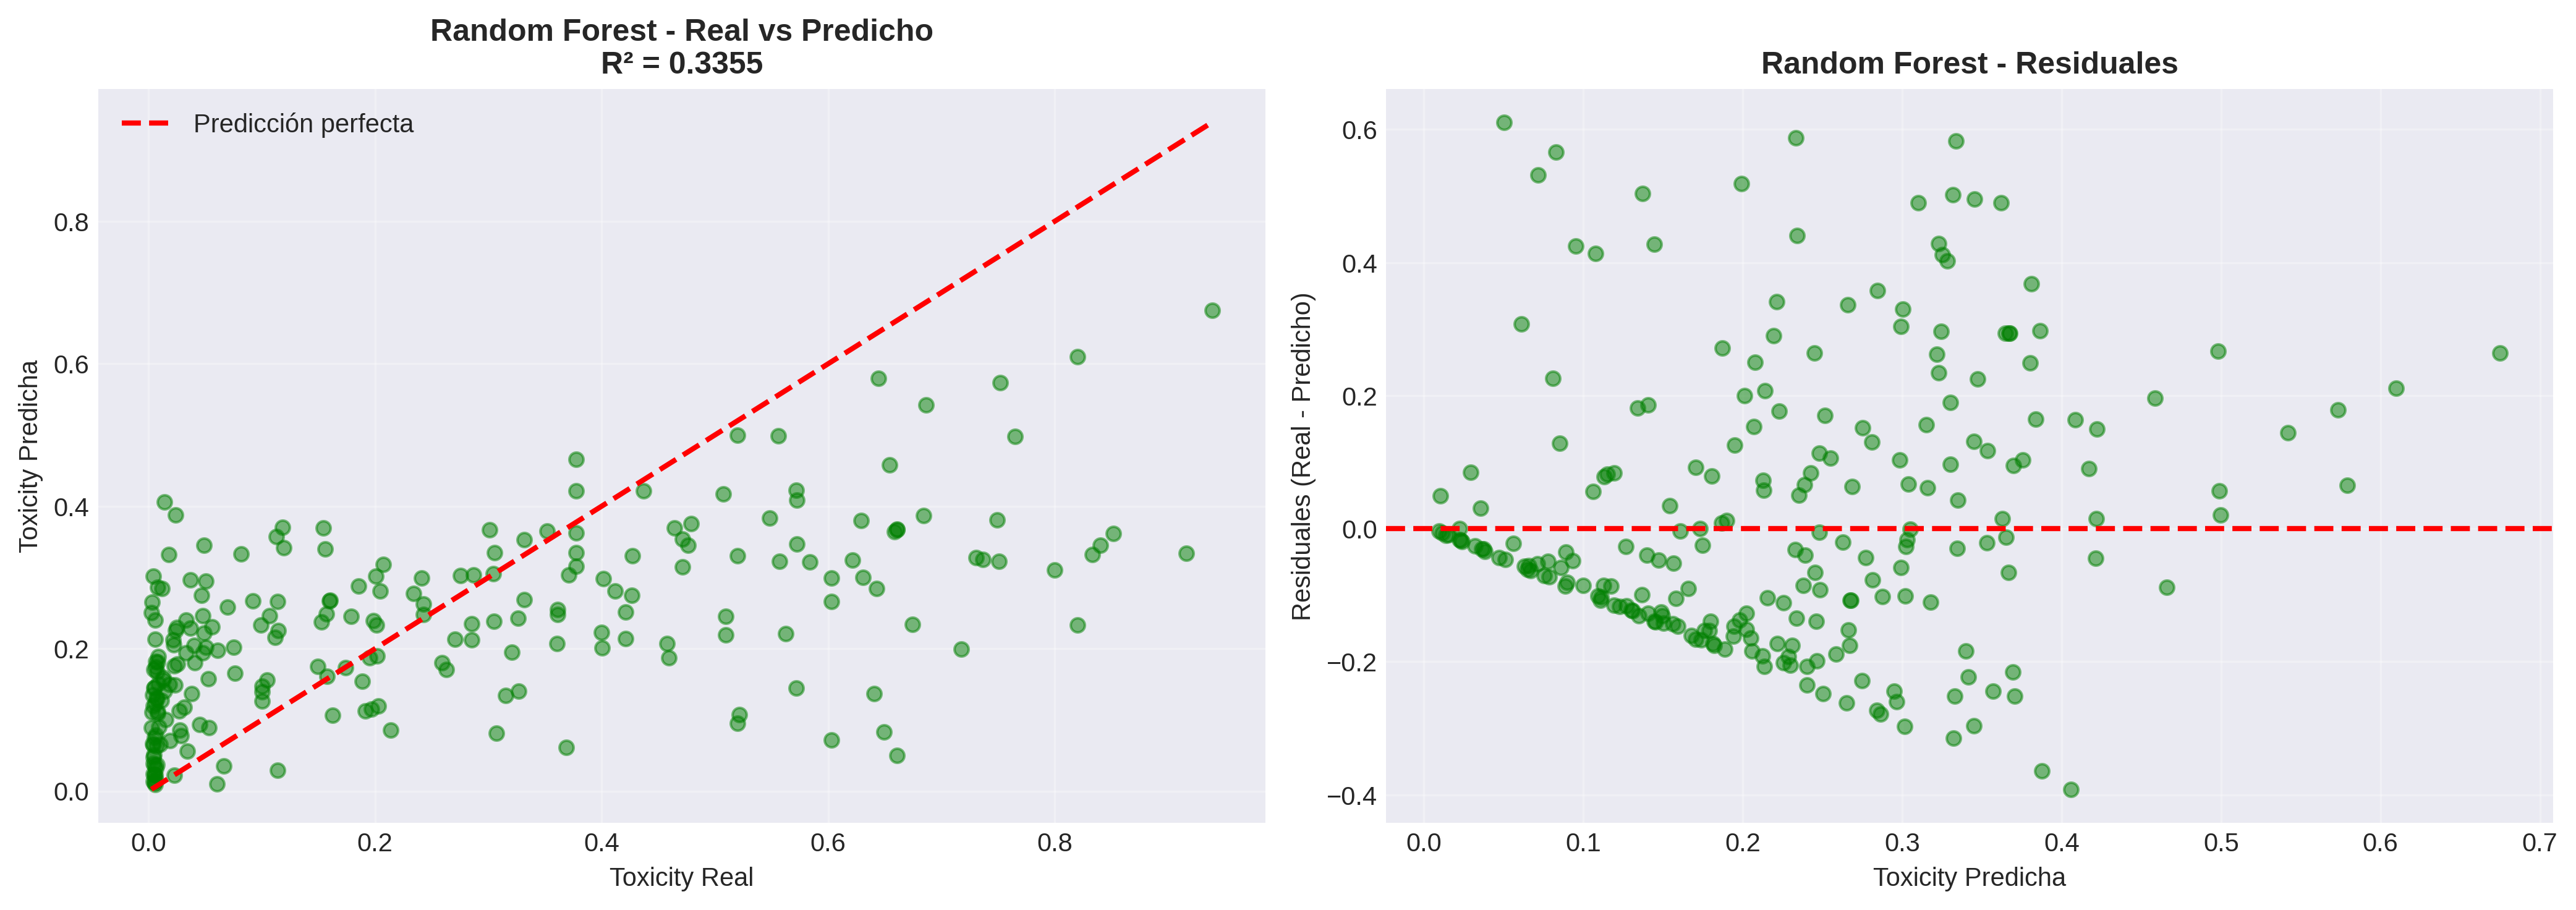 Random Forest - Real vs Predicho
R² = 0.3355
Predicción perfecta
0.8
0.6
0.4
0.2
0.0
Toxicity Predicha
0.0 0.2 0.4 0.6 0.8
Toxicity Real
Random Forest - Residuales
0.6
0.4
0.2
0.0
−0.2
−0.4
Residuales (Real - Predicho)
0.0 0.1 0.2 0.3 0.4 0.5 0.6 0.7
Toxicity Predicha